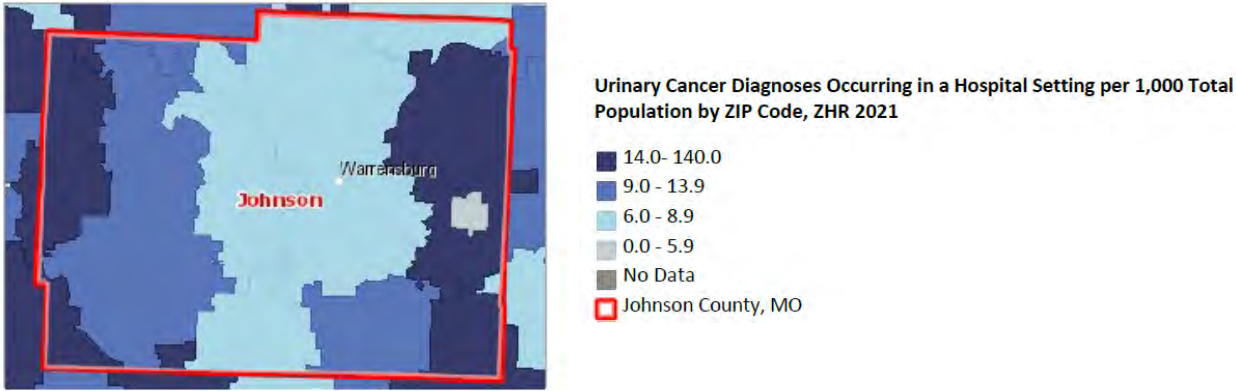 Warrensburg
Johnson
Urinary Cancer Diagnoses Occurring in a Hospital Setting per 1,000 Total
Population by ZIP Code, ZHR 2021
14.0- 140.0
9.0 - 13.9
6.0 - 8.9
0.0 - 5.9
No Data
Johnson County, MO